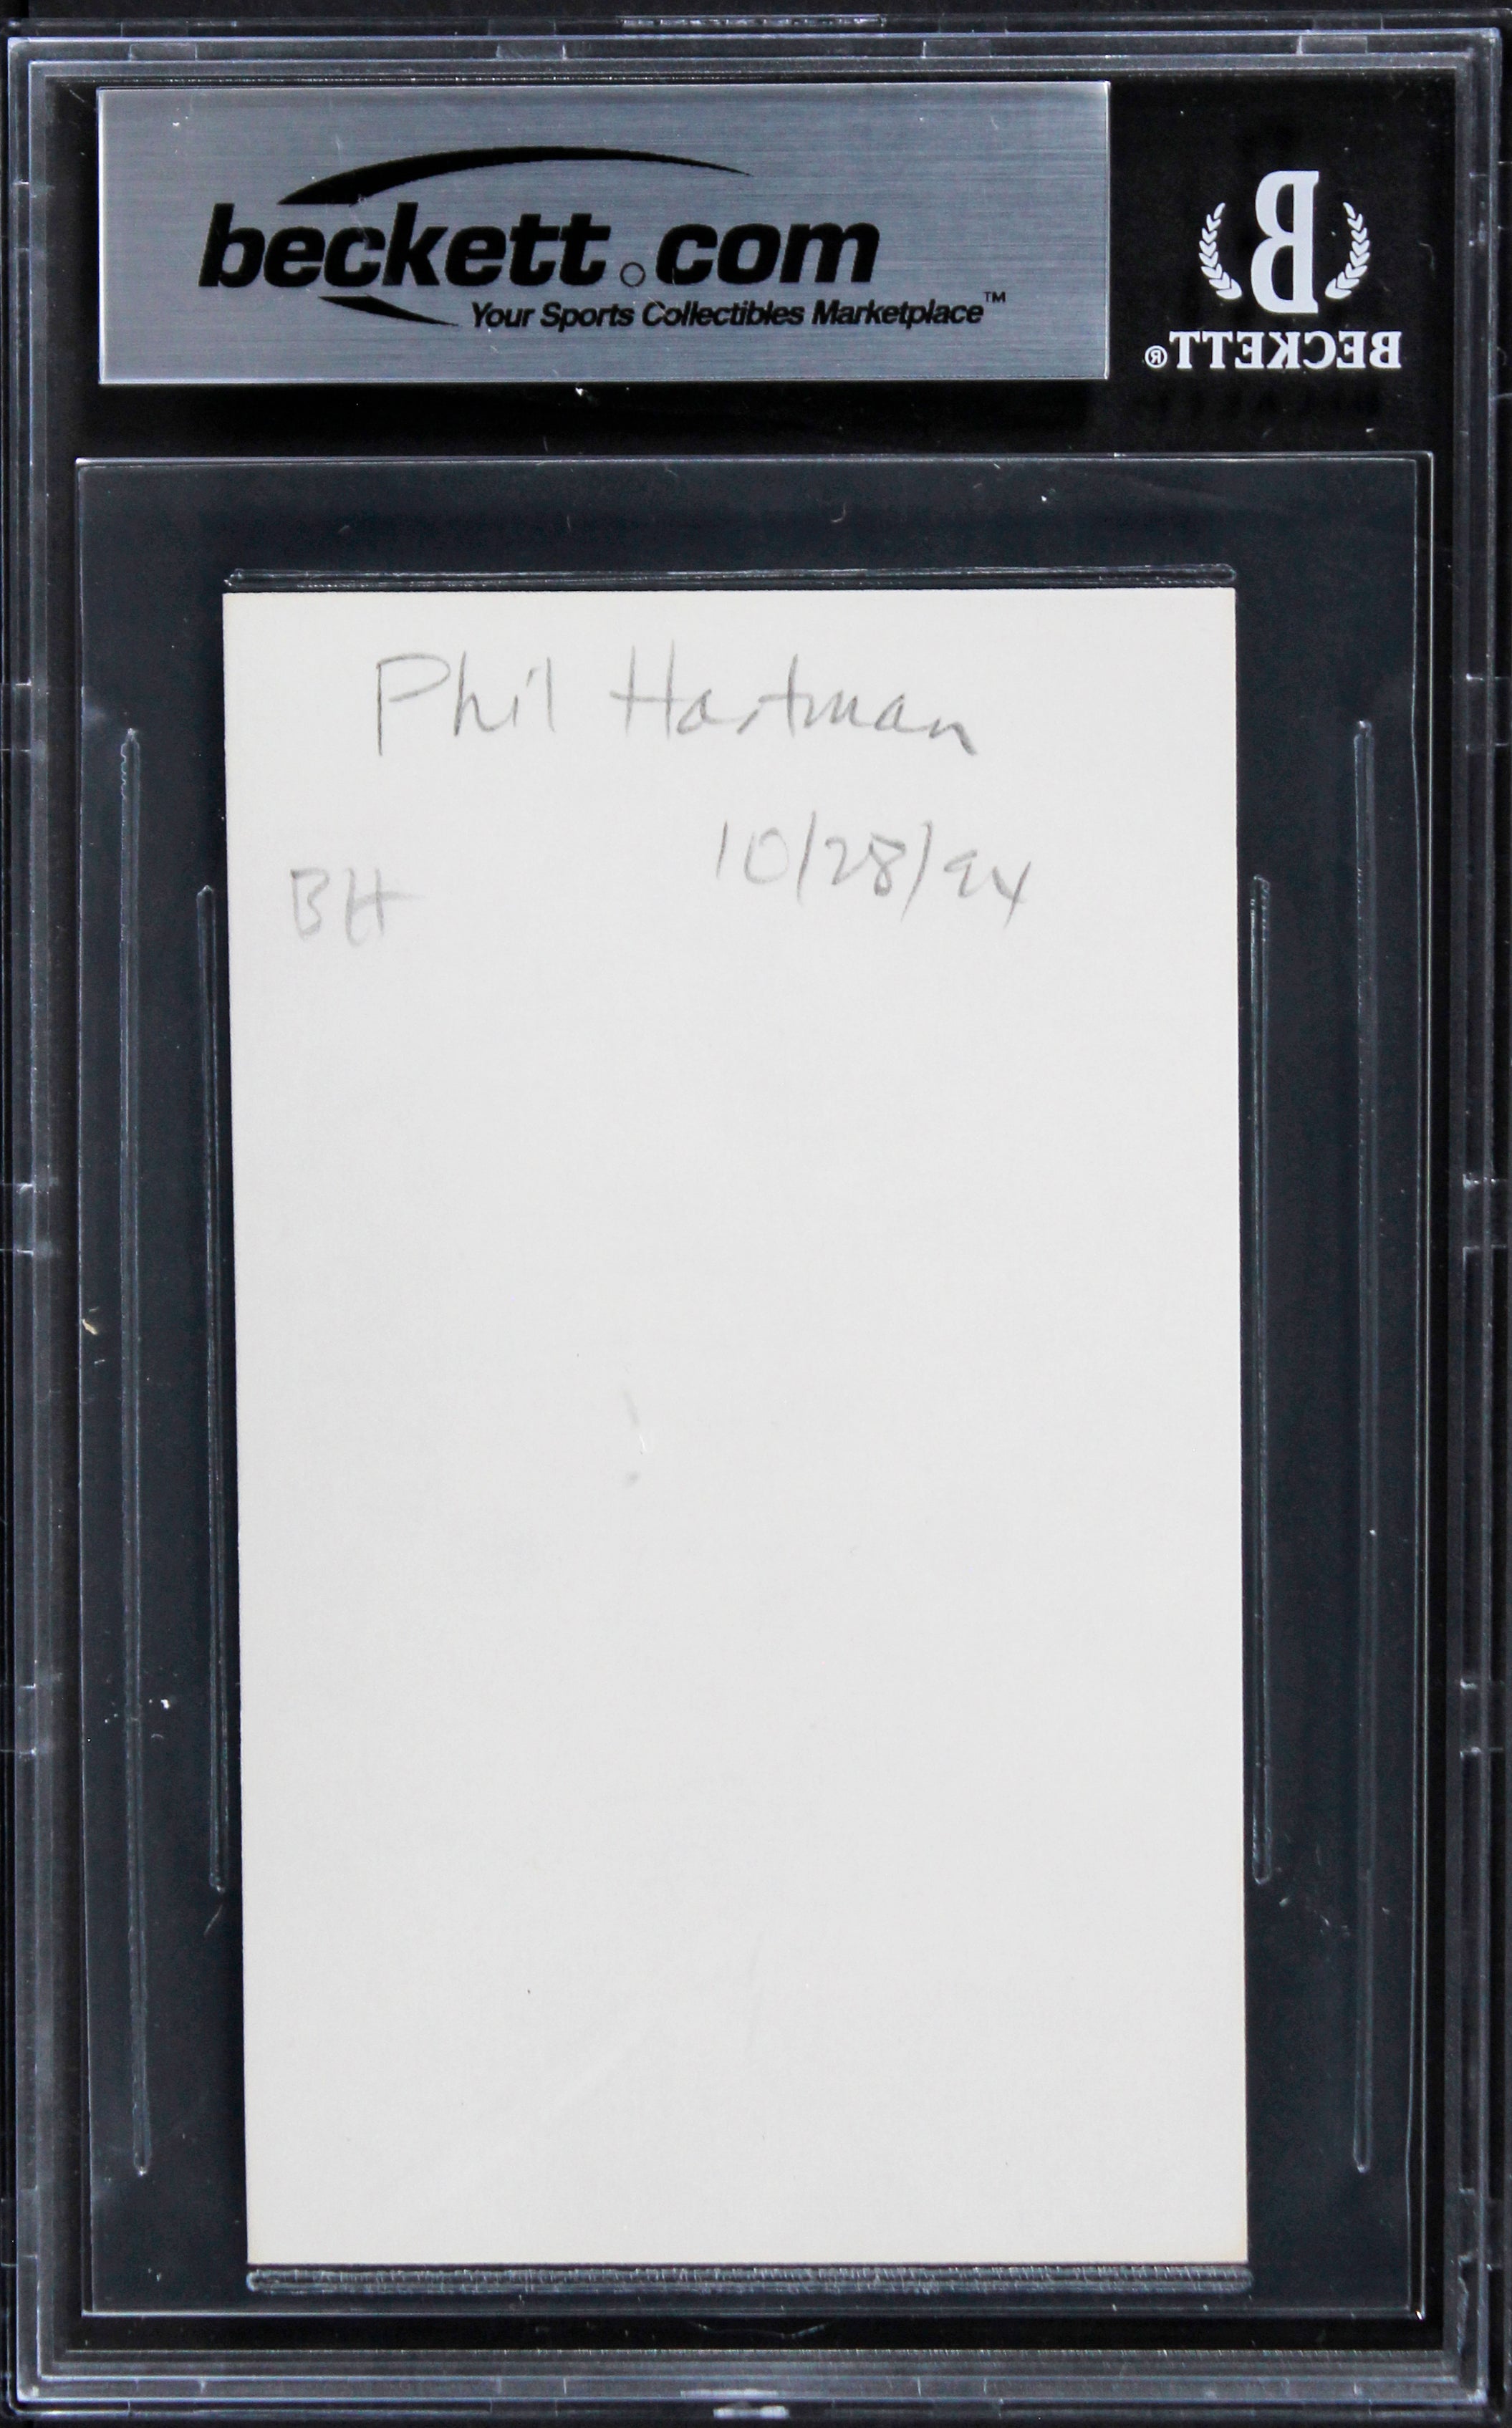 beckett.com
Your Sports Collectibles Marketplace™
B
BECKETT®
Phil Hartman
10/28/94
BH